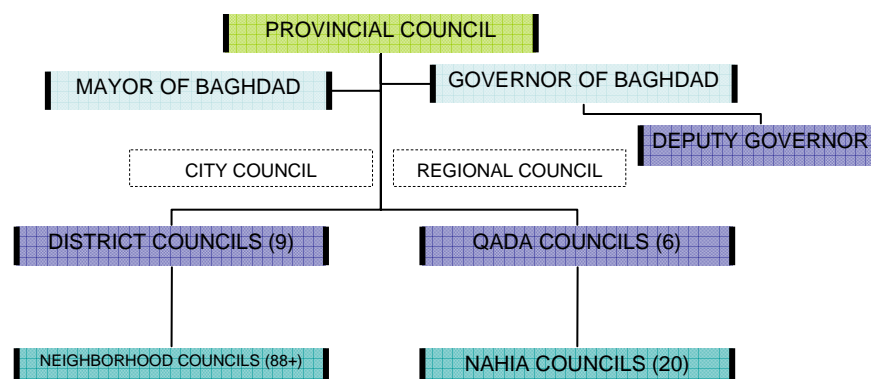 PROVINCIAL COUNCIL
MAYOR OF BAGHDAD
GOVERNOR OF BAGHDAD
DEPUTY GOVERNOR
CITY COUNCIL
REGIONAL COUNCIL
DISTRICT COUNCILS (9)
QADA COUNCILS (6)
NEIGHBORHOOD COUNCILS (88+)
NAHIA COUNCILS (20)